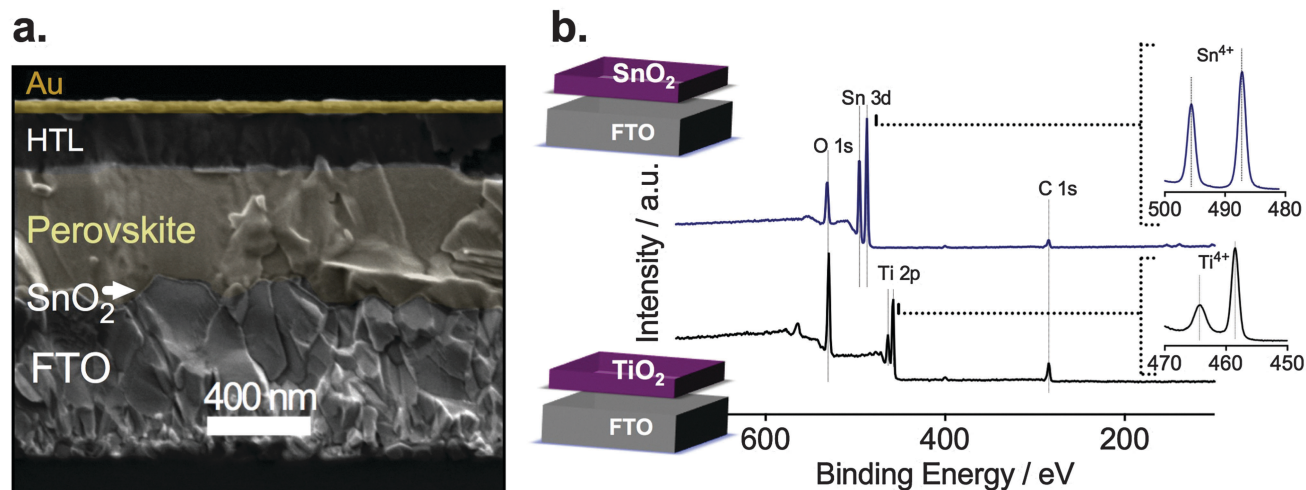 a.
Au
HTL
Perovskite
SnO₂
FTO
400 nm
b.
SnO₂
FTO
TiO₂
FTO
Intensity / a.u.
O 1s
Sn 3d
C 1s
Ti 2p
Sn⁴⁺
500 490 480
Ti⁴⁺
470 460 450
600 400 200
Binding Energy / eV